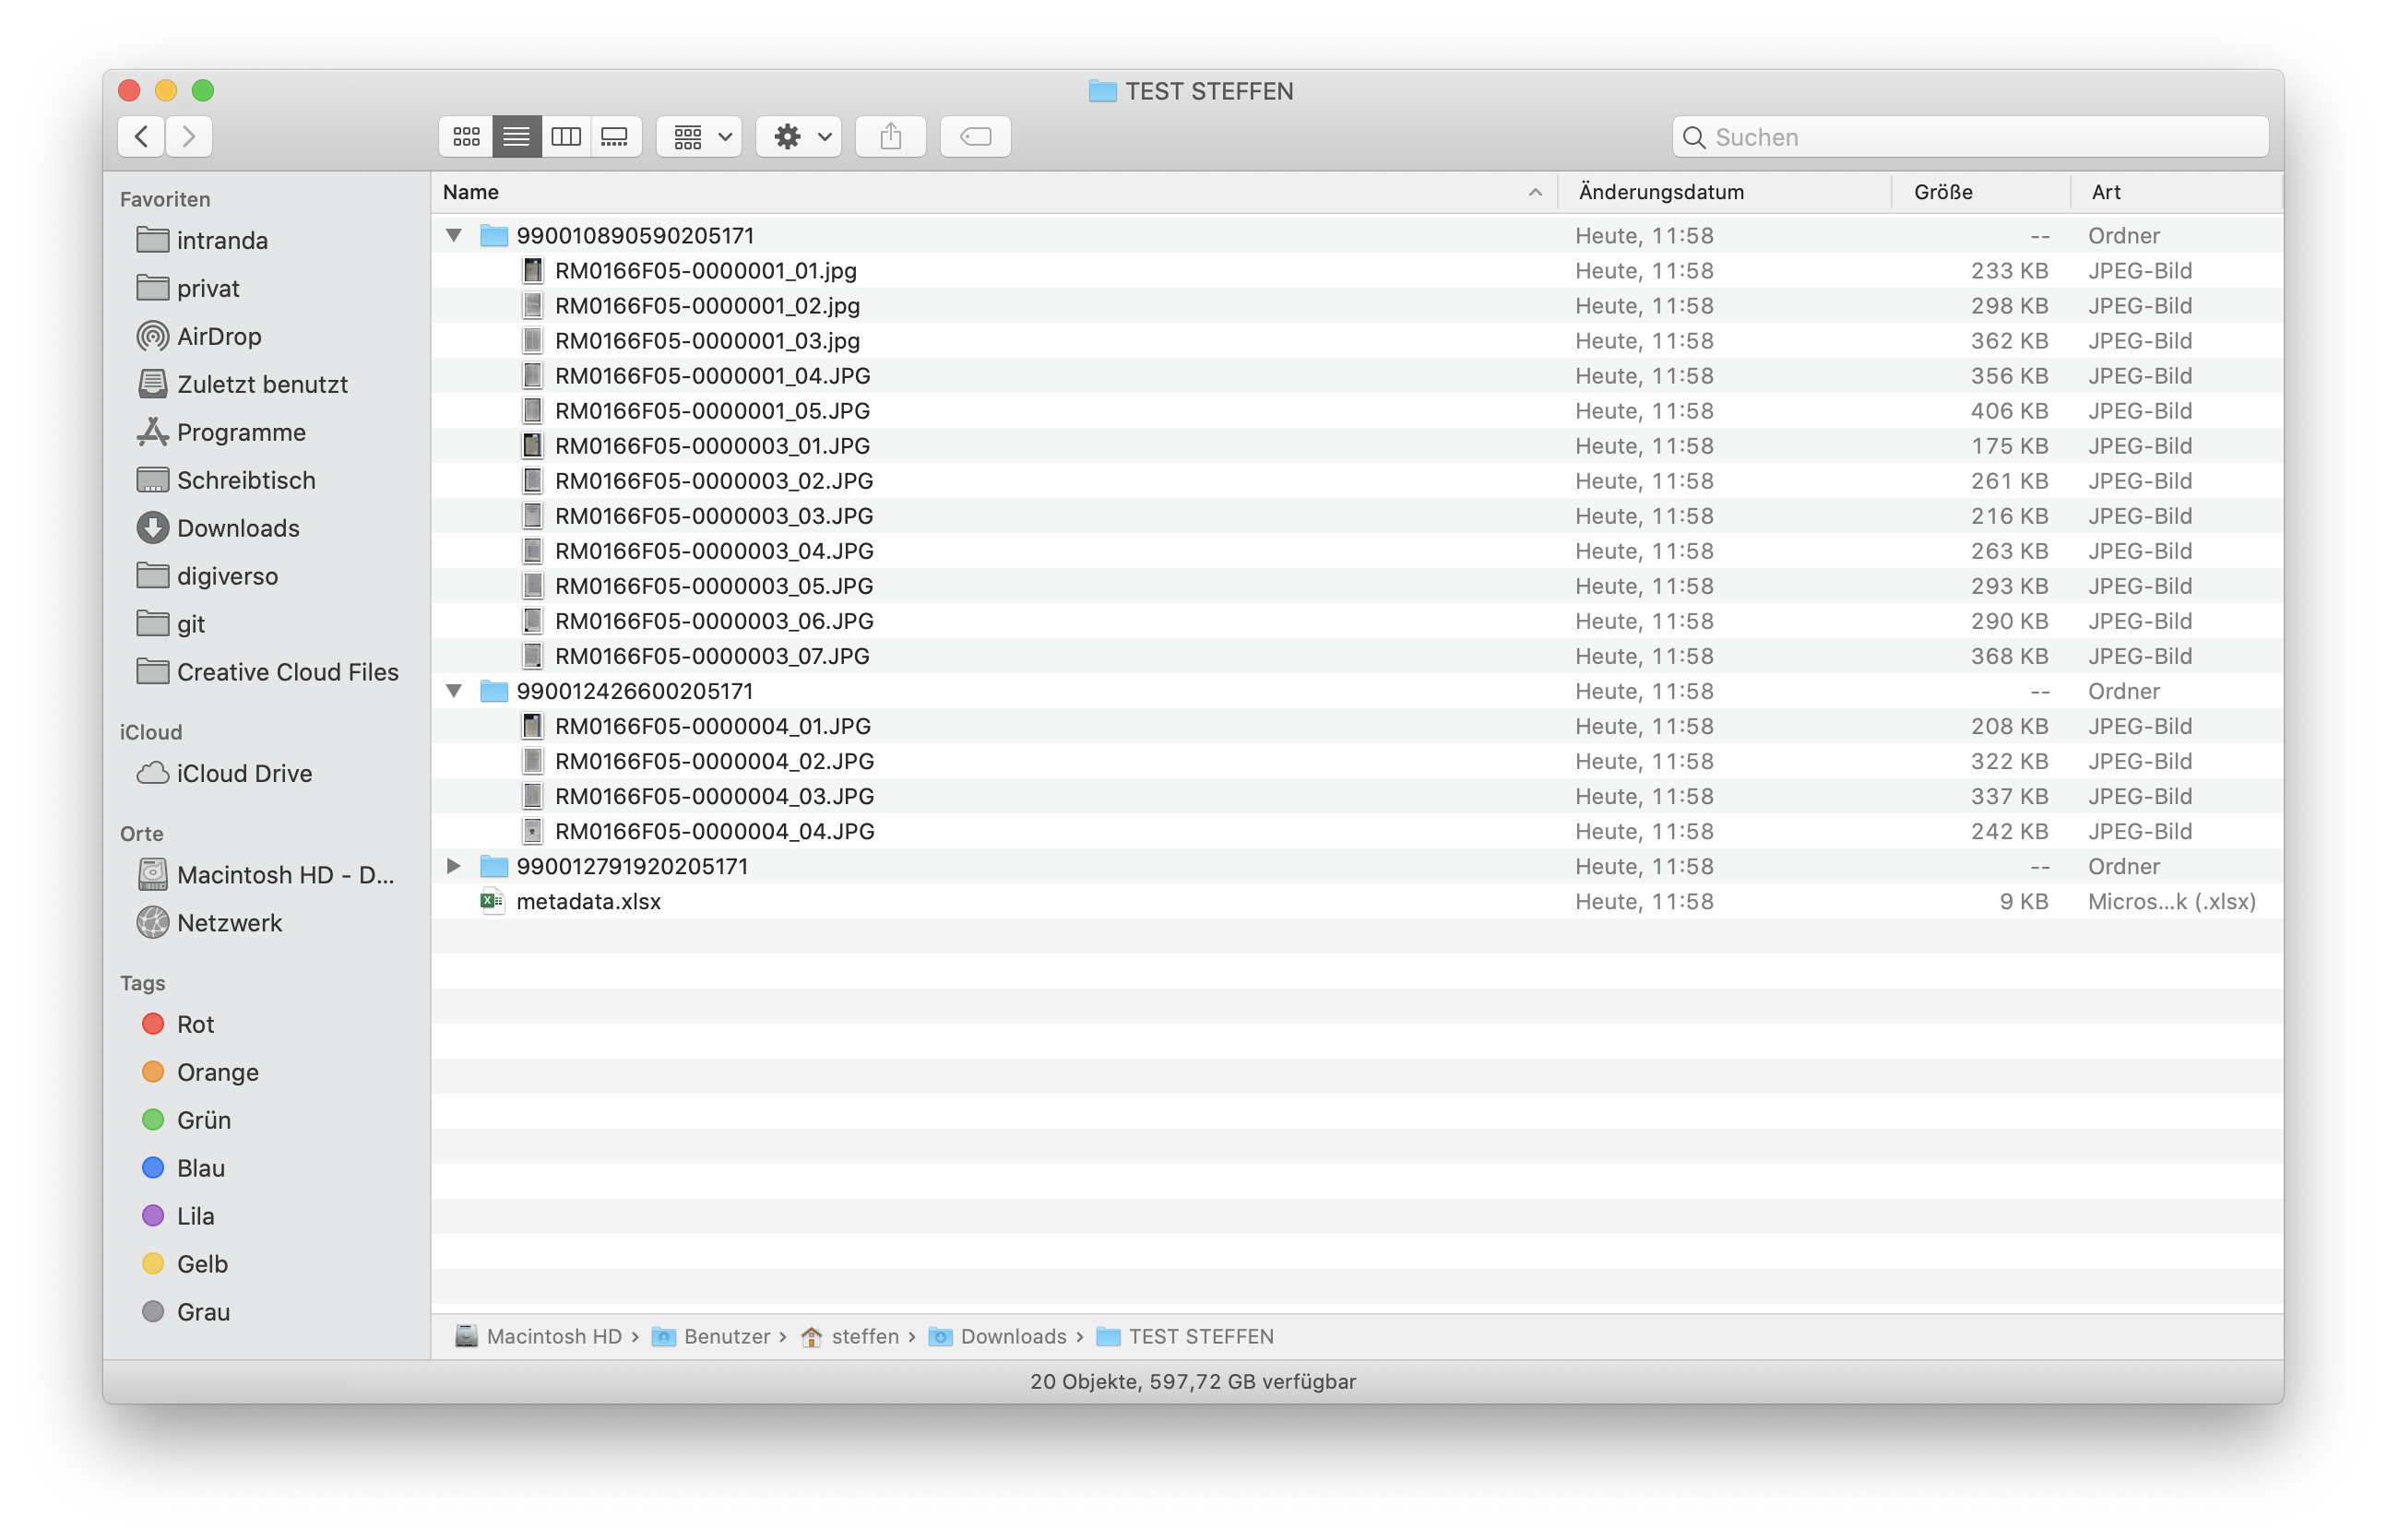 TEST STEFFEN
Suchen
Favoriten
intranda
privat
AirDrop
Zuletzt benutzt
Programme
Schreibtisch
Downloads
digiverso
git
Creative Cloud Files
iCloud
iCloud Drive
Orte
Macintosh HD - D...
Netzwerk
Tags
Rot
Orange
Grün
Blau
Lila
Gelb
Grau
Name Änderungsdatum Größe Art
990010890590205171 Heute, 11:58 -- Ordner
RM0166F05-0000001_01.jpg Heute, 11:58 233 KB JPEG-Bild
RM0166F05-0000001_02.jpg Heute, 11:58 298 KB JPEG-Bild
RM0166F05-0000001_03.jpg Heute, 11:58 362 KB JPEG-Bild
RM0166F05-0000001_04.JPG Heute, 11:58 356 KB JPEG-Bild
RM0166F05-0000001_05.JPG Heute, 11:58 406 KB JPEG-Bild
RM0166F05-0000003_01.JPG Heute, 11:58 175 KB JPEG-Bild
RM0166F05-0000003_02.JPG Heute, 11:58 261 KB JPEG-Bild
RM0166F05-0000003_03.JPG Heute, 11:58 216 KB JPEG-Bild
RM0166F05-0000003_04.JPG Heute, 11:58 263 KB JPEG-Bild
RM0166F05-0000003_05.JPG Heute, 11:58 293 KB JPEG-Bild
RM0166F05-0000003_06.JPG Heute, 11:58 290 KB JPEG-Bild
RM0166F05-0000003_07.JPG Heute, 11:58 368 KB JPEG-Bild
990012426600205171 Heute, 11:58 -- Ordner
RM0166F05-0000004_01.JPG Heute, 11:58 208 KB JPEG-Bild
RM0166F05-0000004_02.JPG Heute, 11:58 322 KB JPEG-Bild
RM0166F05-0000004_03.JPG Heute, 11:58 337 KB JPEG-Bild
RM0166F05-0000004_04.JPG Heute, 11:58 242 KB JPEG-Bild
990012791920205171 Heute, 11:58 -- Ordner
metadata.xlsx Heute, 11:58 9 KB Micros...k (.xlsx)
Macintosh HD › Benutzer › steffen › Downloads › TEST STEFFEN
20 Objekte, 597,72 GB verfügbar